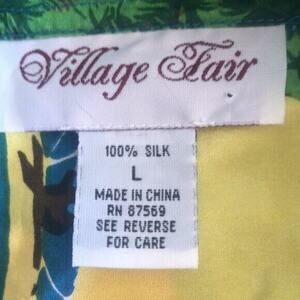 Village Fair
100% SILK
L
MADE IN CHINA
RN 87569
SEE REVERSE
FOR CARE